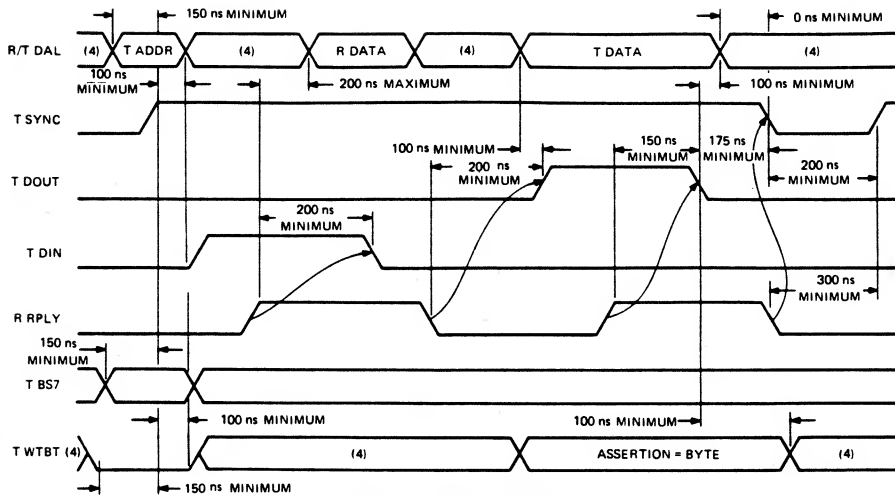 150 ns MINIMUM
0 ns MINIMUM
R/T DAL
(4)
T ADDR
(4)
R DATA
(4)
T DATA
(4)
100 ns
MINIMUM
200 ns MAXIMUM
100 ns MINIMUM
T SYNC
100 ns MINIMUM
150 ns
MINIMUM
175 ns
MINIMUM
200 ns
MINIMUM
200 ns
MINIMUM
T DOUT
200 ns
MINIMUM
T DIN
300 ns
MINIMUM
R RPLY
150 ns
MINIMUM
T BS7
100 ns MINIMUM
100 ns MINIMUM
T WTBT (4)
(4)
ASSERTION = BYTE
(4)
150 ns MINIMUM